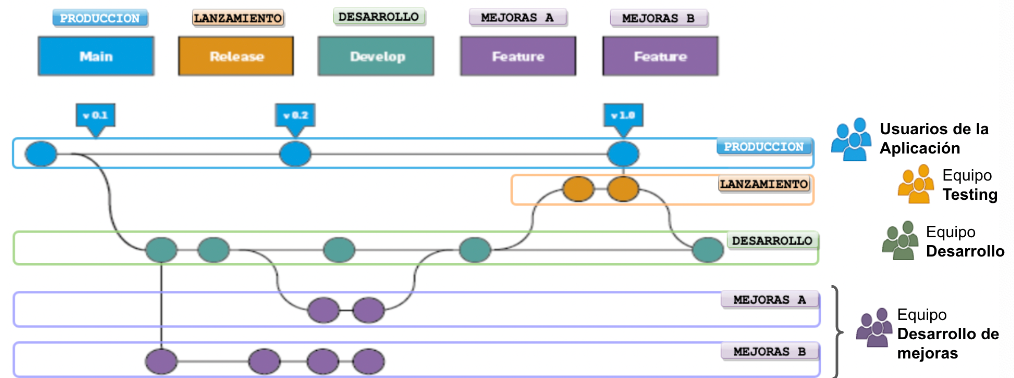 PRODUCCION
LANZAMIENTO
DESARROLLO
MEJORAS A
MEJORAS B
Main
Release
Develop
Feature
Feature
v 0.1
v 0.2
v 1.0
PRODUCCION
Usuarios de la
Aplicación
LANZAMIENTO
Equipo
Testing
DESARROLLO
Equipo
Desarrollo
MEJORAS A
MEJORAS B
Equipo
Desarrollo de
mejoras